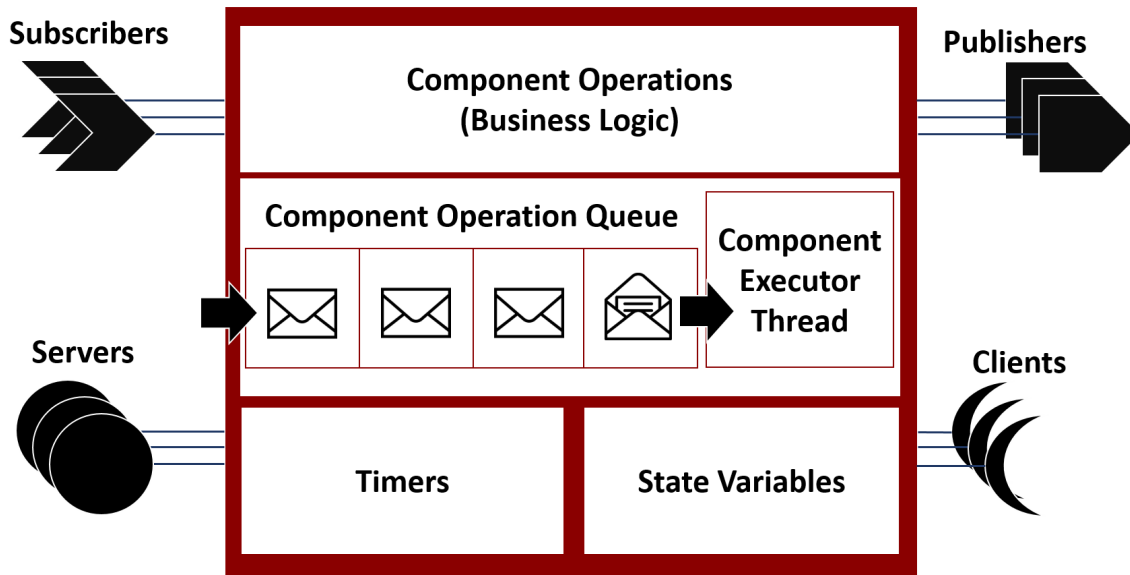 Subscribers
Publishers
Component Operations
(Business Logic)
Component Operation Queue
Component
Executor
Thread
Servers
Clients
Timers
State Variables